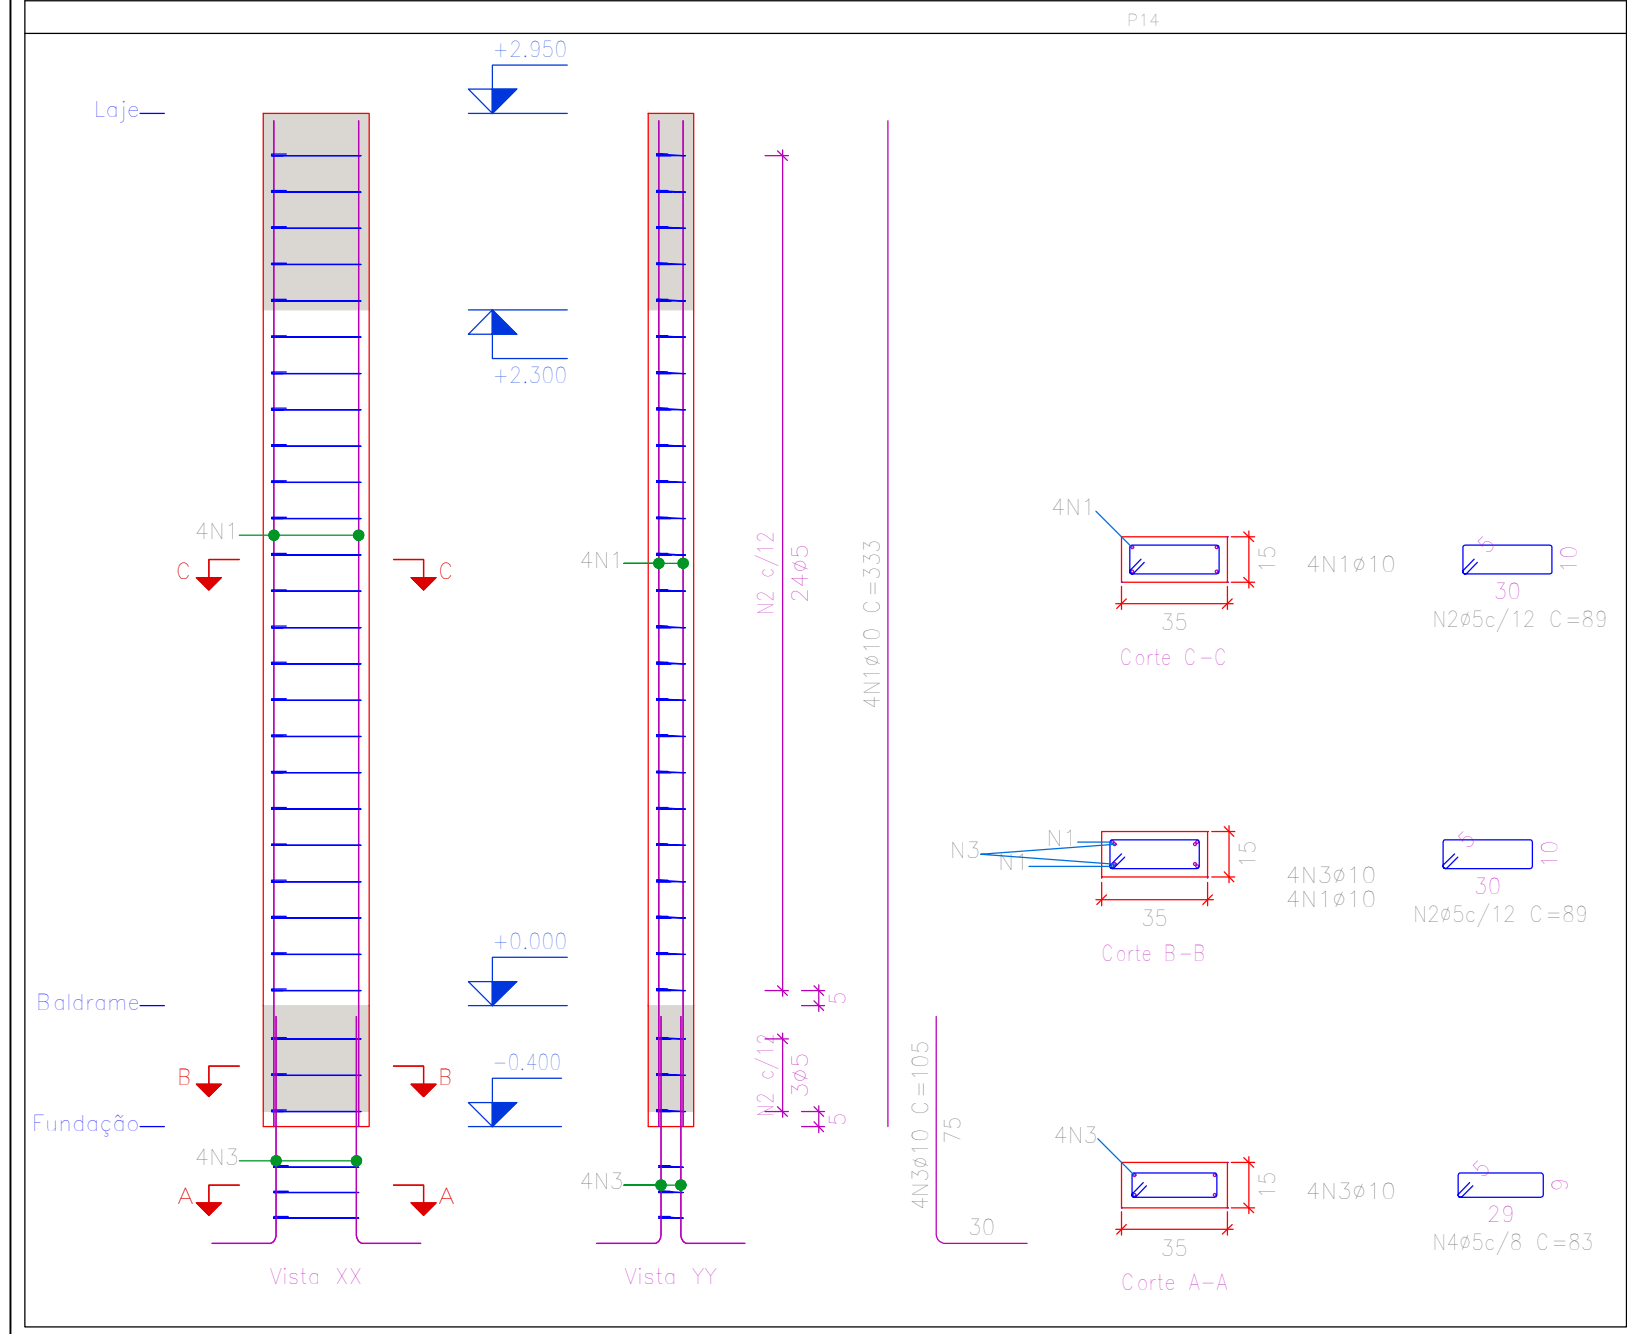 P14
+2.950
Laje
+2.300
4N1
C
C
4N1
N2 c/12
24ø5
4N1ø10 C=333
4N1
15
35
Corte C-C
4N1ø10
5
10
30
N2ø5c/12 C=89
N1
N3
N1
15
35
Corte B-B
4N3ø10
4N1ø10
5
10
30
N2ø5c/12 C=89
+0.000
Baldrame
5
B
B
-0.400
N2 c/12
3ø5
5
Fundação
4N3
A
A
4N3
4N3ø10 C=105
75
30
4N3
15
35
Corte A-A
4N3ø10
5
9
29
N4ø5c/8 C=83
Vista XX
Vista YY